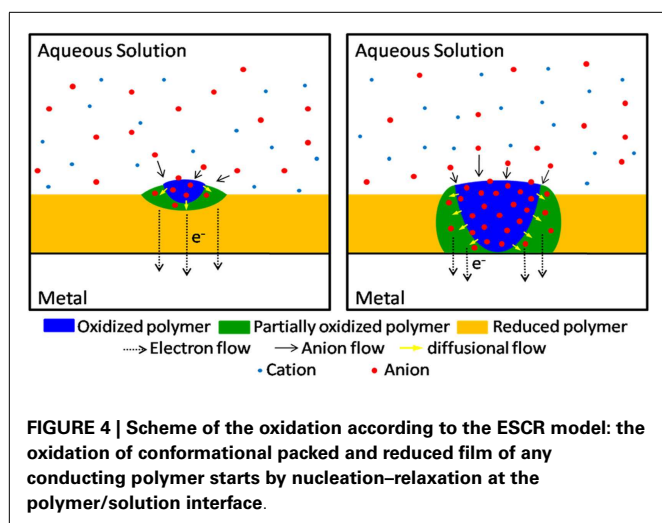 Aqueous Solution
e-
Metal
Aqueous Solution
e-
Metal
Oxidized polymer Partially oxidized polymer Reduced polymer
Electron flow Anion flow diffusional flow
Cation Anion
FIGURE 4 | Scheme of the oxidation according to the ESCR model: the
oxidation of conformational packed and reduced film of any
conducting polymer starts by nucleation–relaxation at the
polymer/solution interface.